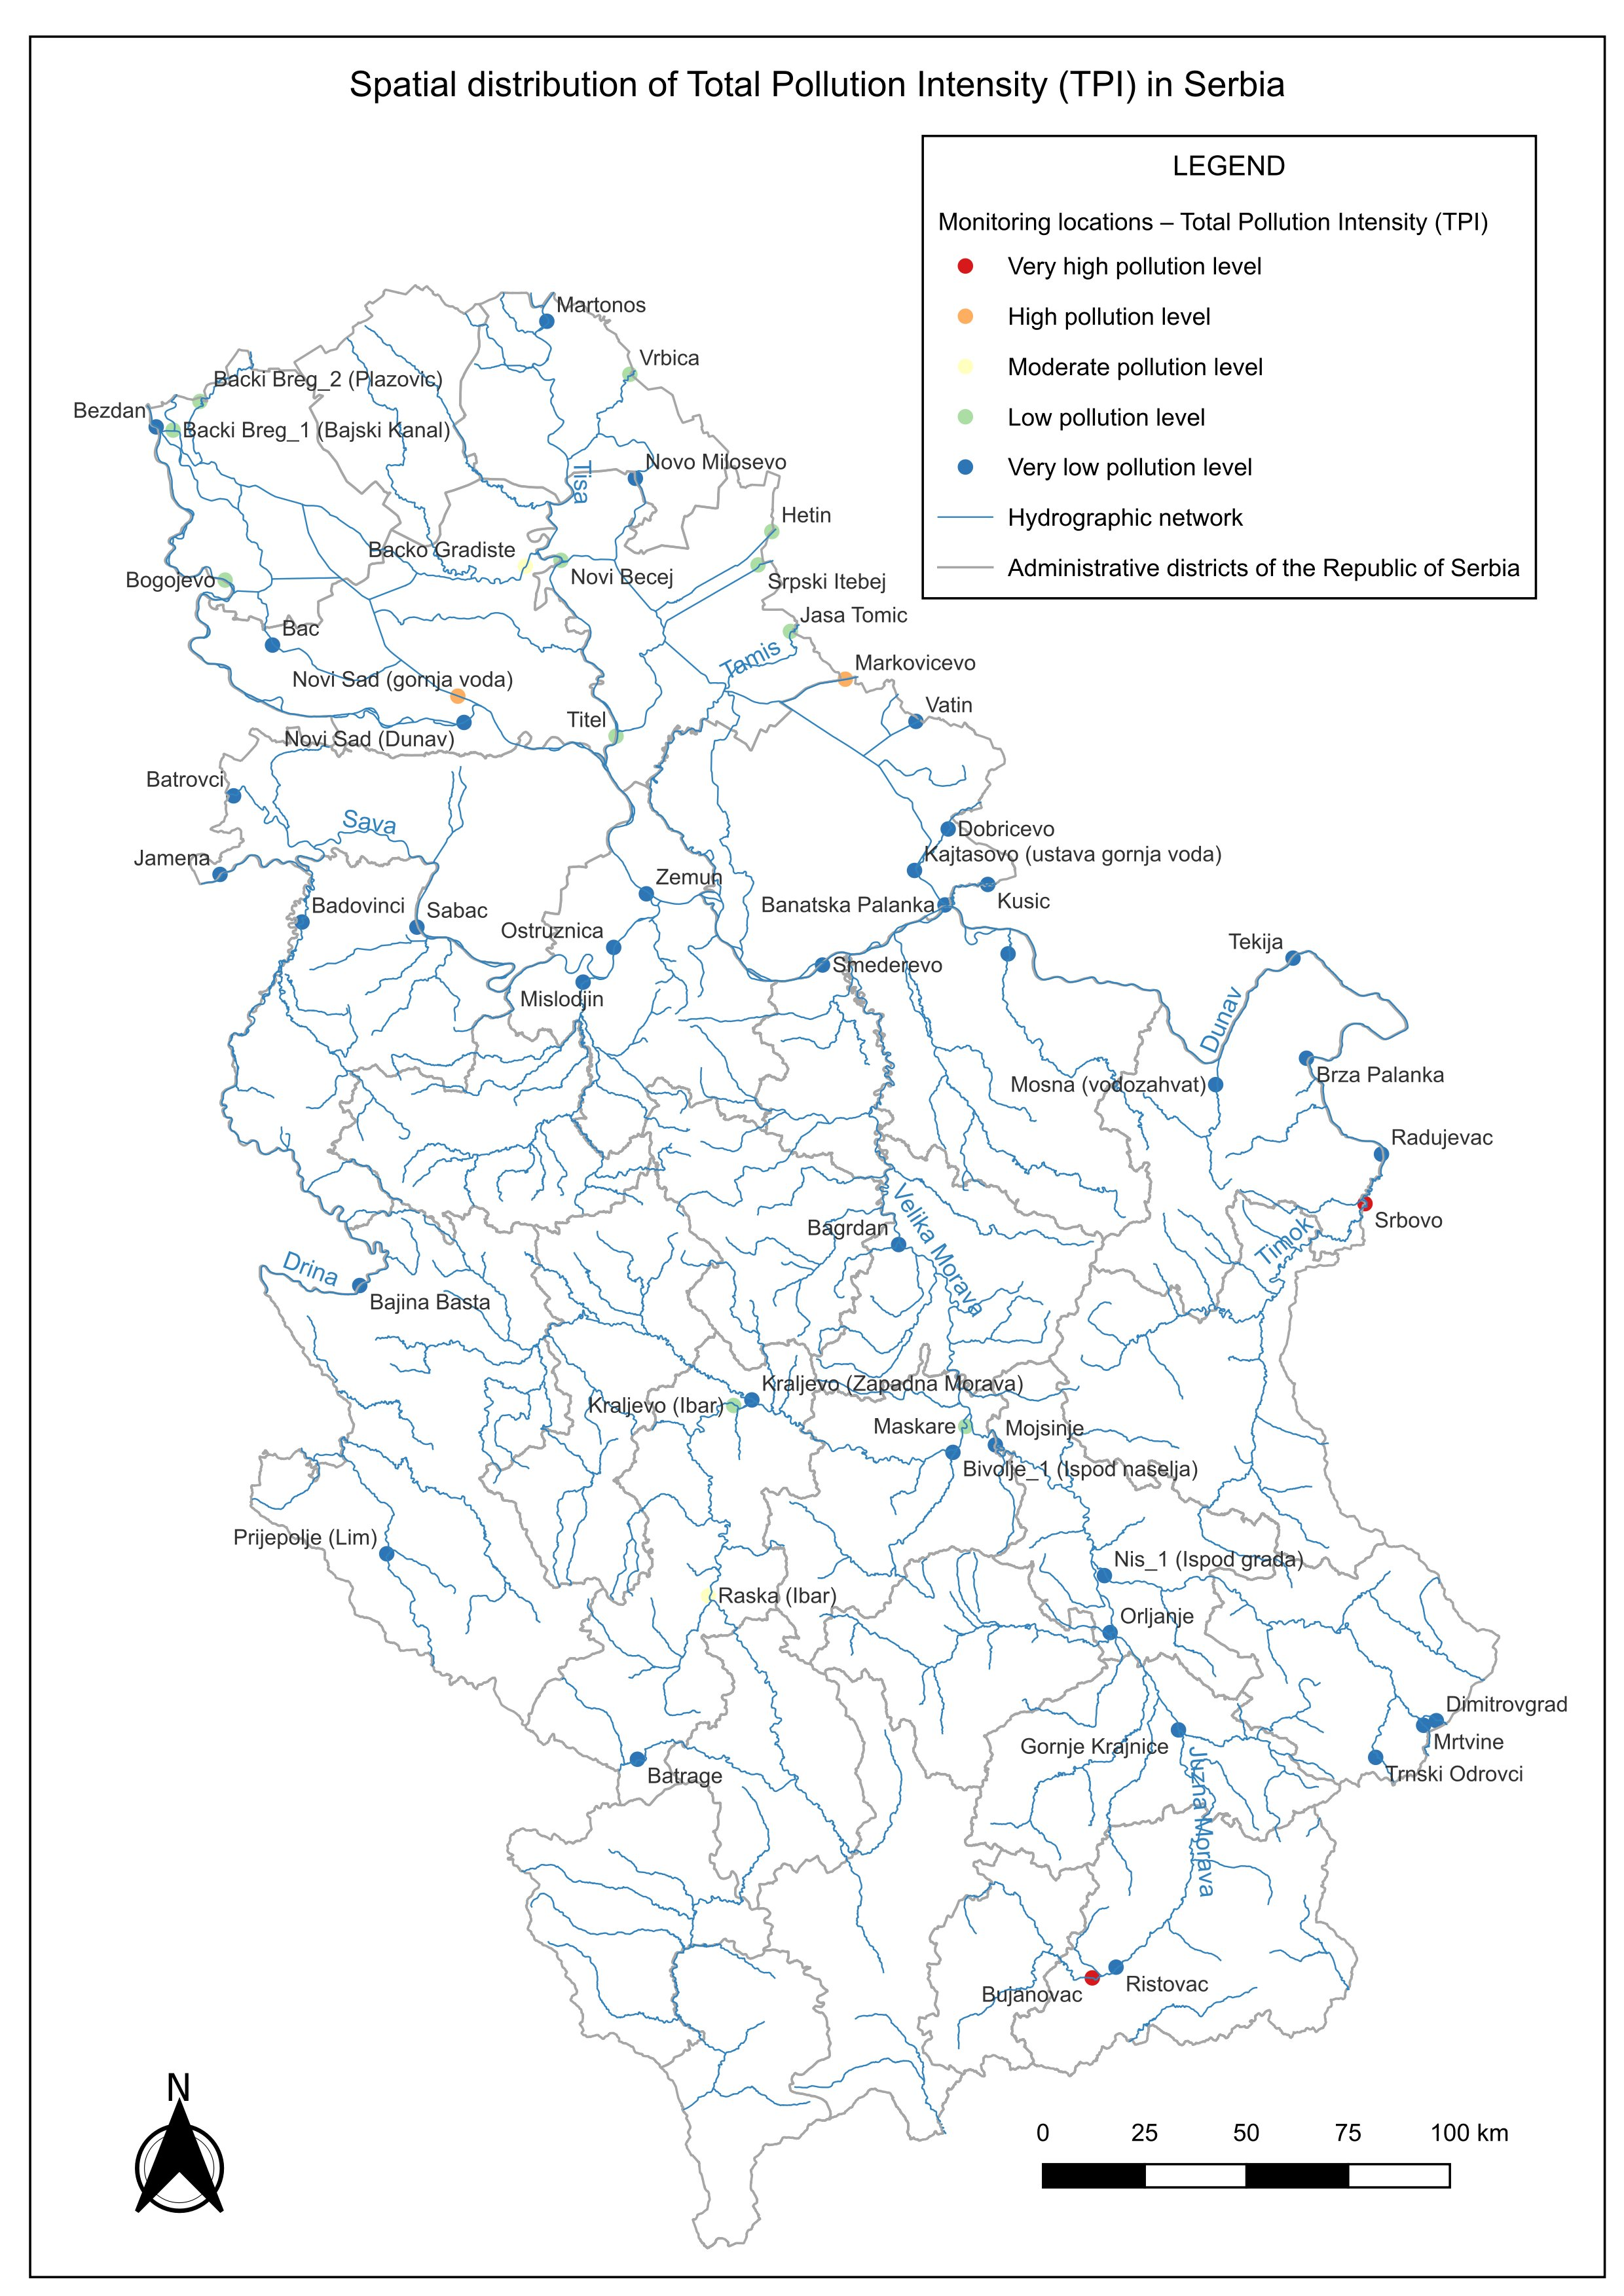 Spatial distribution of Total Pollution Intensity (TPI) in Serbia
LEGEND
Monitoring locations – Total Pollution Intensity (TPI)
Very high pollution level
High pollution level
Moderate pollution level
Low pollution level
Very low pollution level
Hydrographic network
Administrative districts of the Republic of Serbia
Martonos
Vrbica
Backi Breg_2 (Plazovic)
Bezdan
Backi Breg_1 (Bajski Kanal)
Novo Milosevo
Tisa
Hetin
Backo Gradiste
Novi Becej
Bogojevo
Srpski Itebej
Jasa Tomic
Bac
Tamis
Markovicevo
Novi Sad (gornja voda)
Vatin
Titel
Novi Sad (Dunav)
Batrovci
Sava
Dobricevo
Jamena
Kajtasovo (ustava gornja voda)
Zemun
Kusic
Badovinci
Sabac
Banatska Palanka
Ostruznica
Tekija
Smederevo
Mislodjin
Dunav
Brza Palanka
Mosna (vodozahvat)
Radujevac
Srbovo
Bagrdan
Velika Morava
Timok
Drina
Bajina Basta
Kraljevo (Zapadna Morava)
Kraljevo (Ibar)
Maskare
Mojsinje
Bivolje_1 (Ispod naselja)
Prijepolje (Lim)
Nis_1 (Ispod grada)
Raska (Ibar)
Orljanje
Dimitrovgrad
Gornje Krajnice
Mrtvine
Batrage
Trnski Odrovci
Juzna Morava
Bujanovac
Ristovac
N
0 25 50 75 100 km